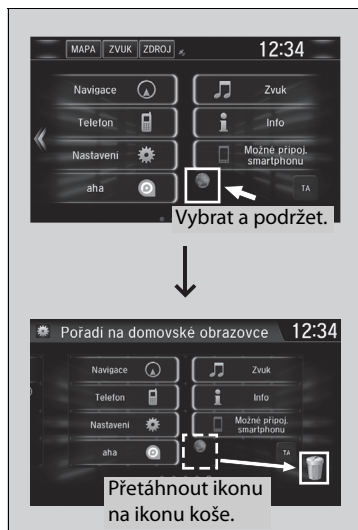 MAPA ZVUK ZDROJ 12:34
Navigace Zvuk
Telefon Info
Nastavení Možné připoj.
smartphonu
aha TA
Vybrat a podržet.
Pořadí na domovské obrazovce 12:34
Navigace Zvuk
Telefon Info
Nastavení Možné připoj.
smartphonu
aha TA
Přetáhnout ikonu
na ikonu koše.